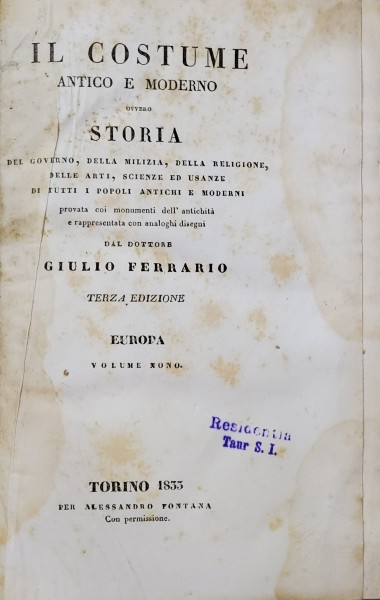 IL COSTUME
ANTICO E MODERNO
OVVERO
STORIA
DEL GOVERNO, DELLA MILIZIA, DELLA RELIGIONE,
DELLE ARTI, SCIENZE ED USANZE
DI TUTTI I POPOLI ANTICHI E MODERNI
provata coi monumenti dell' antichità
e rappresentata con analoghi disegni
DAL DOTTORE
GIULIO FERRARIO
TERZA EDIZIONE
EUROPA
VOLUME NONO.
Residentia
Taur S. I.
TORINO 1833
PER ALESSANDRO FONTANA
Con permissione.